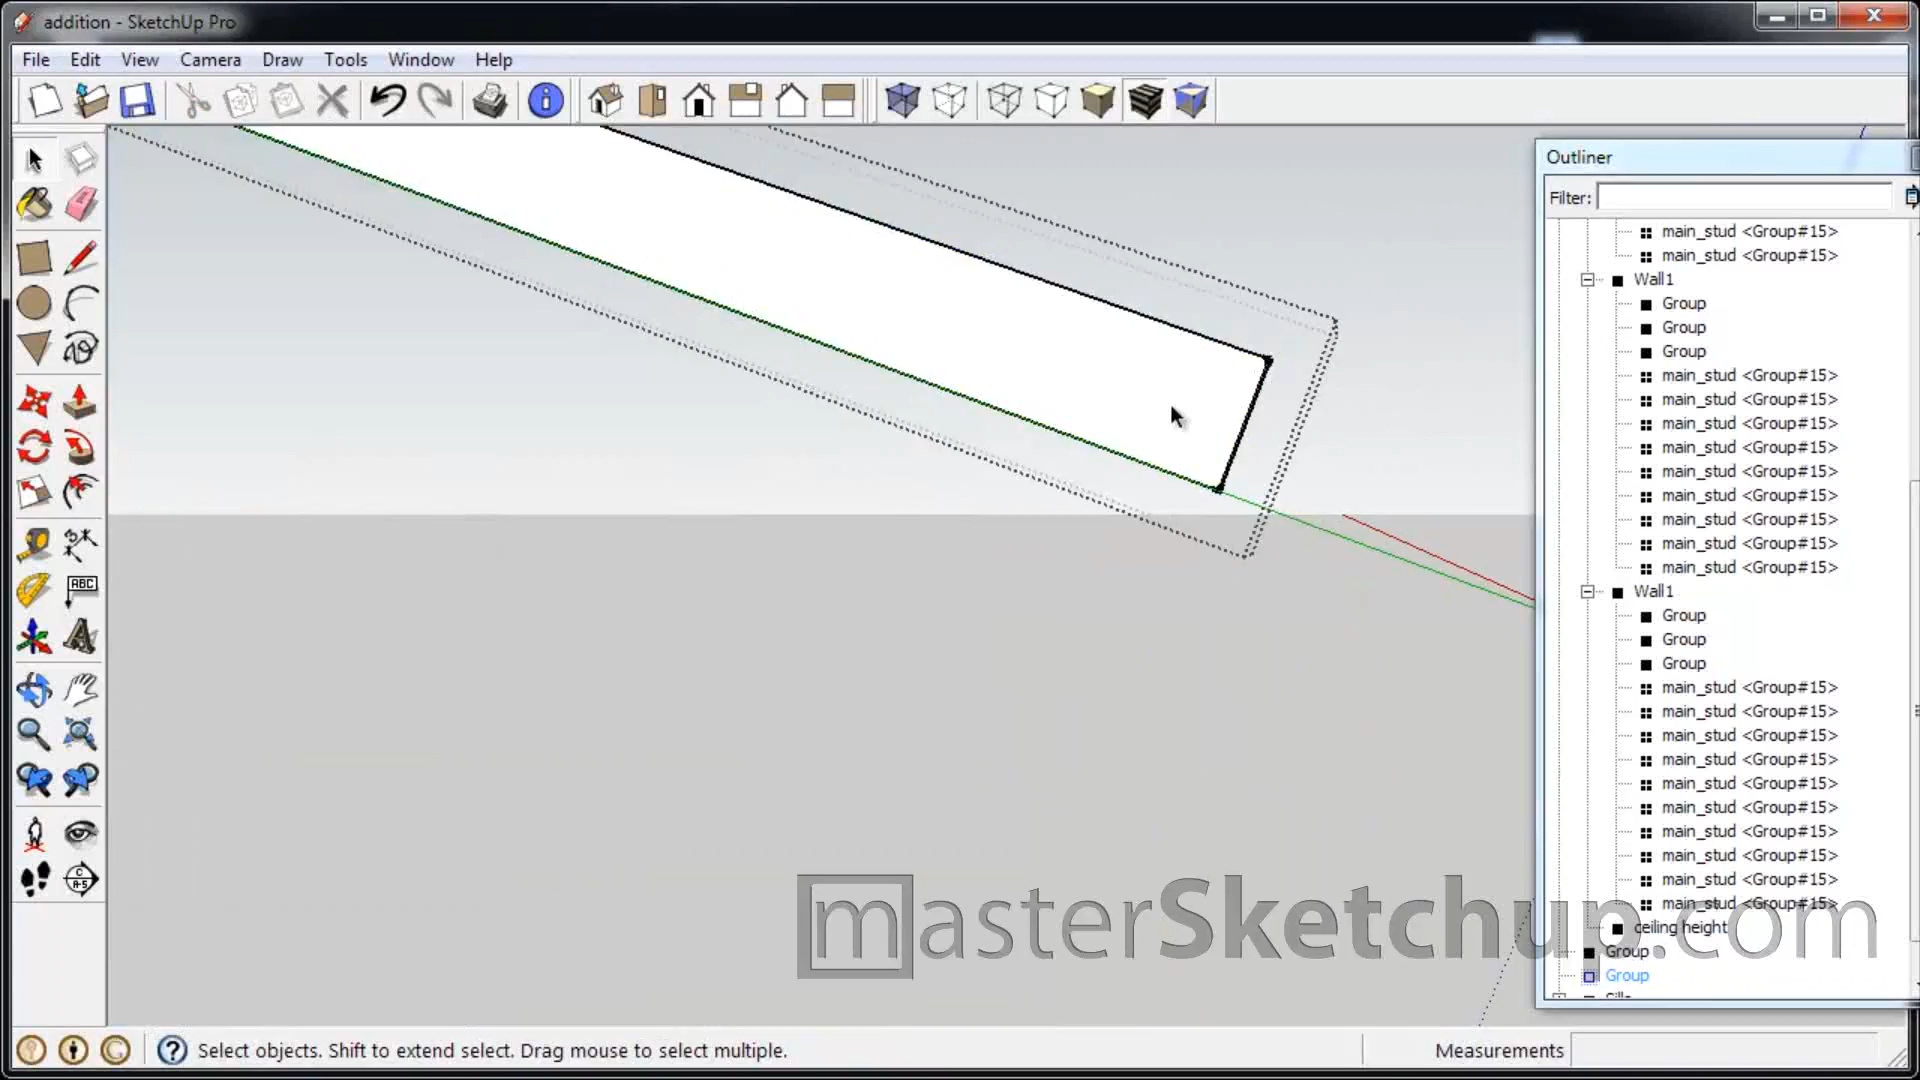 addition - SketchUp Pro
File Edit View Camera Draw Tools Window Help
Outliner
Filter:
main_stud <Group#15>
main_stud <Group#15>
Wall1
Group
Group
Group
main_stud <Group#15>
main_stud <Group#15>
main_stud <Group#15>
main_stud <Group#15>
main_stud <Group#15>
main_stud <Group#15>
main_stud <Group#15>
main_stud <Group#15>
main_stud <Group#15>
Wall1
Group
Group
Group
main_stud <Group#15>
main_stud <Group#15>
main_stud <Group#15>
main_stud <Group#15>
main_stud <Group#15>
main_stud <Group#15>
main_stud <Group#15>
main_stud <Group#15>
main_stud <Group#15>
main_stud <Group#15>
ceiling height
Group
Group
ABC
masterSketchup.com
Select objects. Shift to extend select. Drag mouse to select multiple.
Measurements